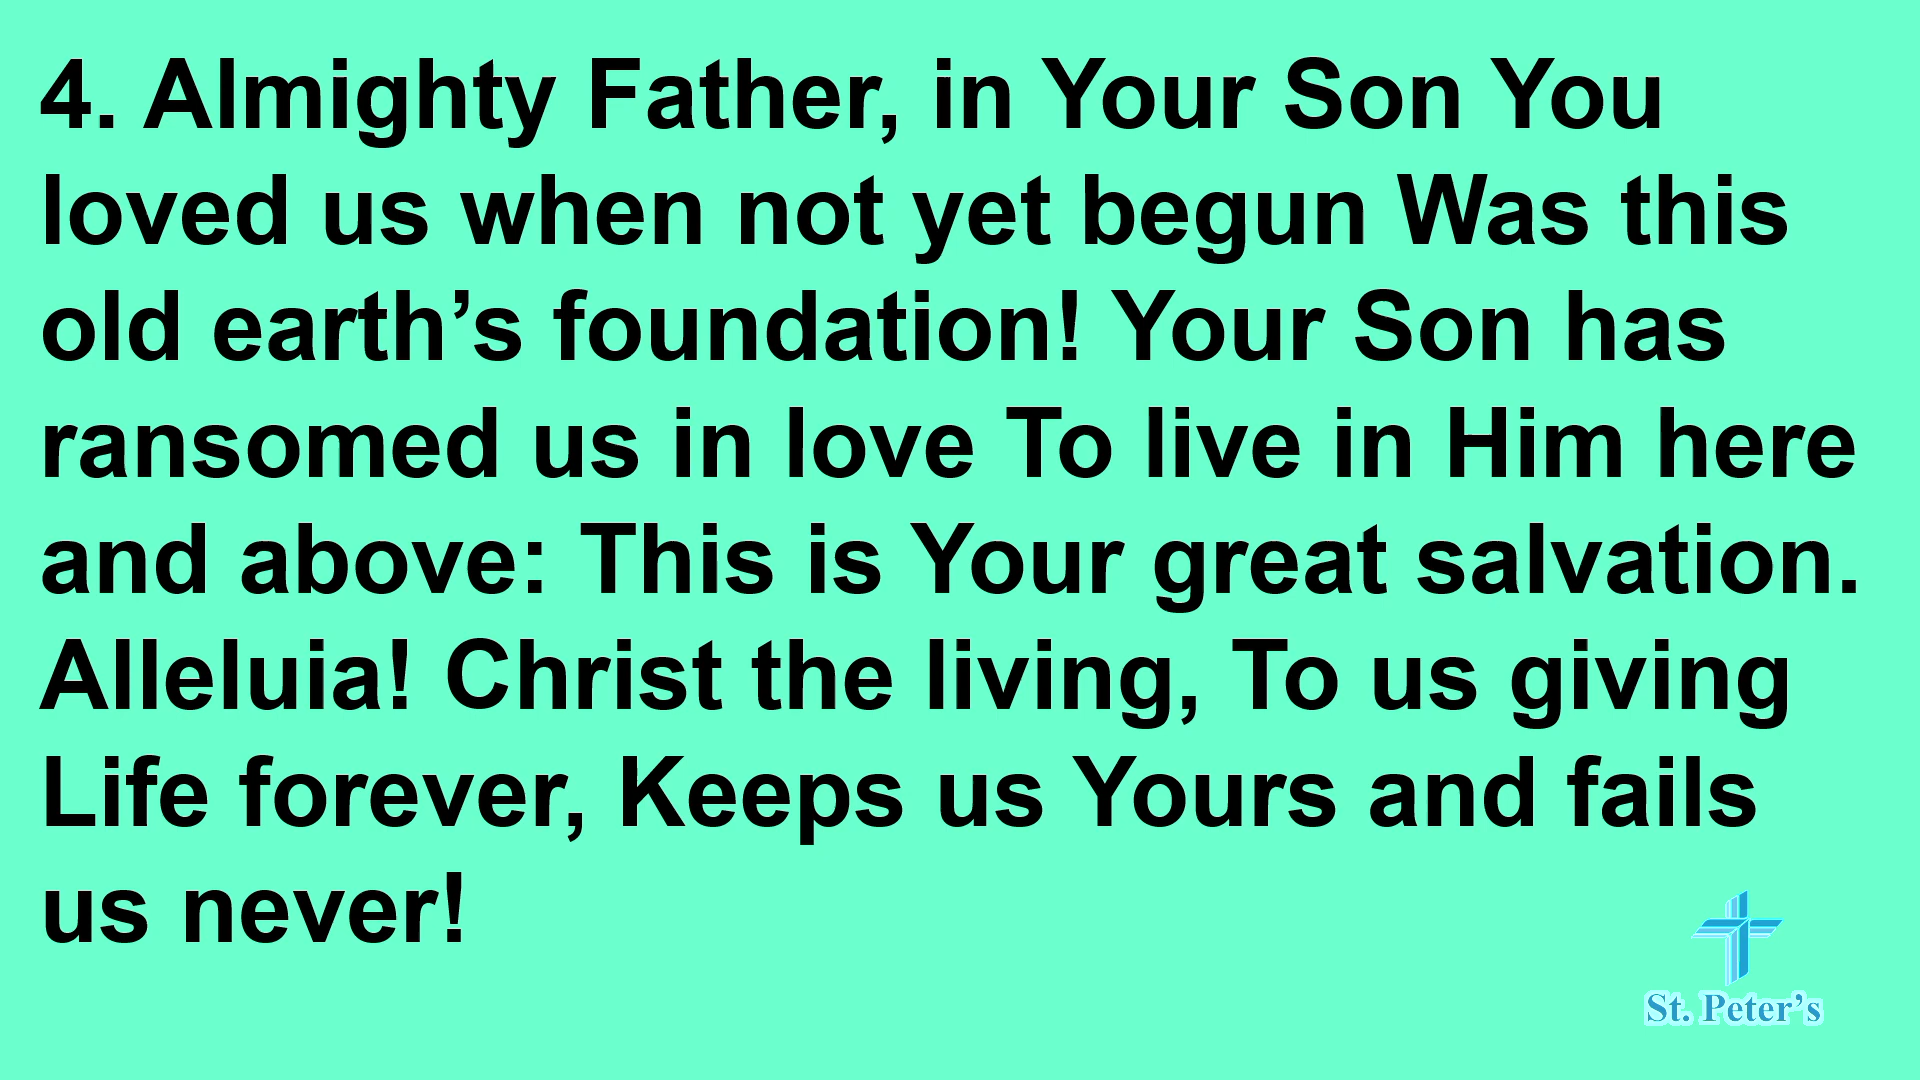 4. Almighty Father, in Your Son You
loved us when not yet begun Was this
old earth’s foundation! Your Son has
ransomed us in love To live in Him here
and above: This is Your great salvation.
Alleluia! Christ the living, To us giving
Life forever, Keeps us Yours and fails
us never!
St. Peter’s